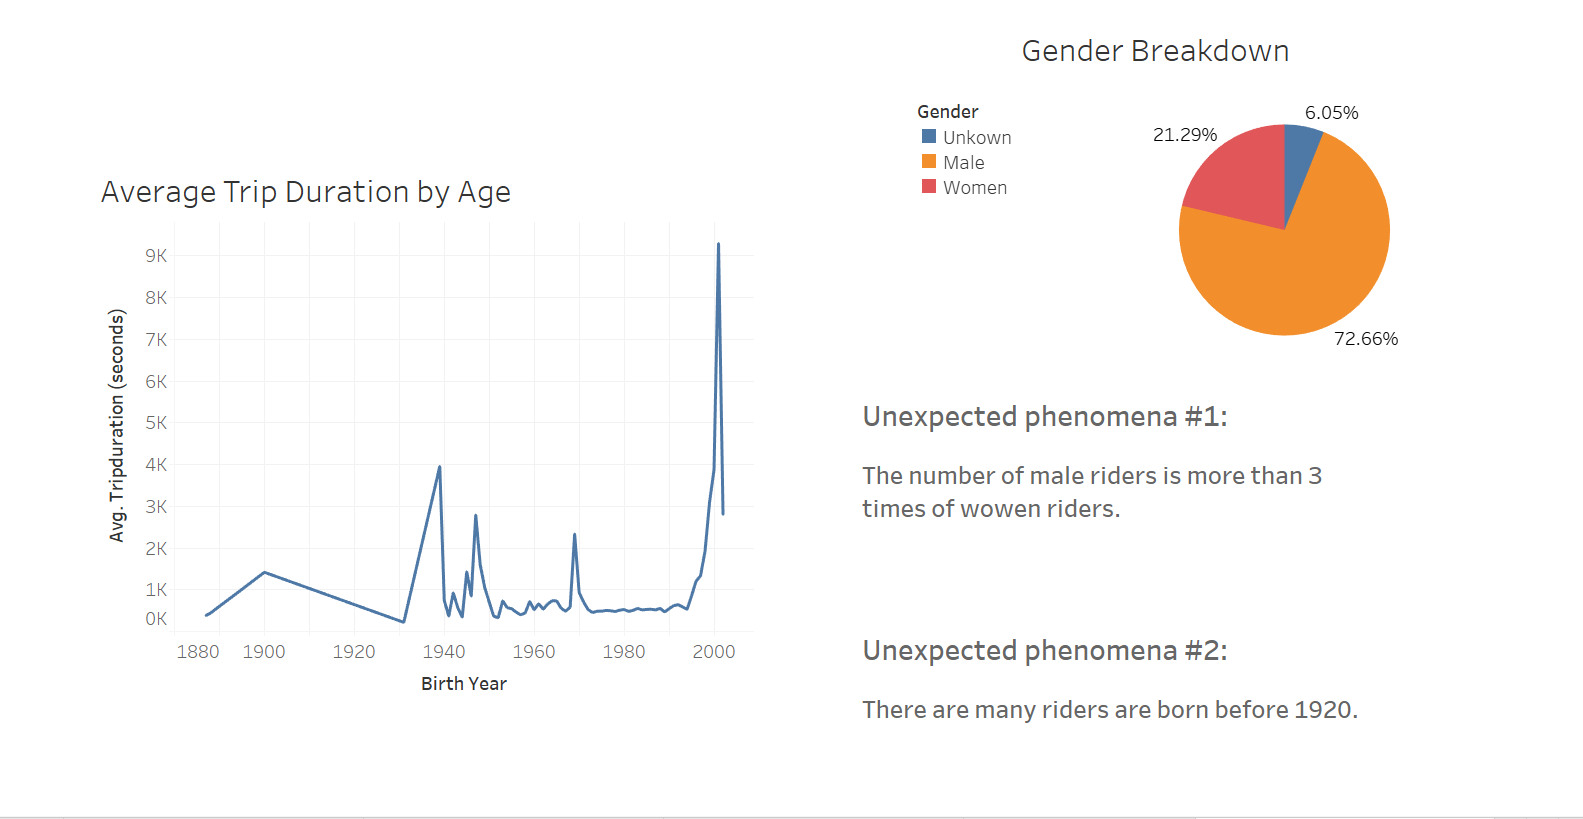 Gender Breakdown
Gender
Unkown
Male
Women
6.05%
21.29%
72.66%
Average Trip Duration by Age
Avg. Tripduration (seconds)
9K
8K
7K
6K
5K
4K
3K
2K
1K
0K
1880 1900 1920 1940 1960 1980 2000
Birth Year
Unexpected phenomena #1:
The number of male riders is more than 3
times of wowen riders.
Unexpected phenomena #2:
There are many riders are born before 1920.